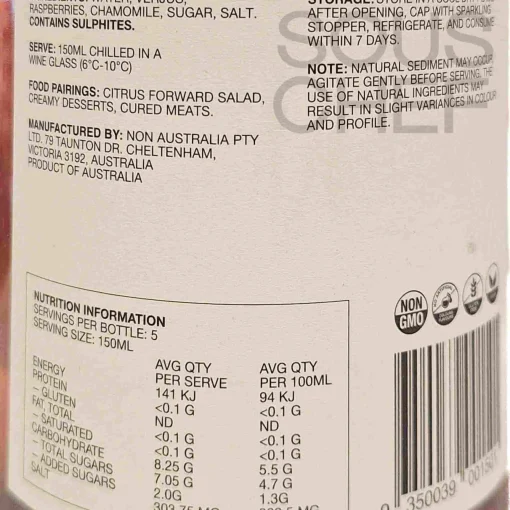 RASPBERRIES, CHAMOMILE, SUGAR, SALT.
CONTAINS SULPHITES.
SERVE: 150ML CHILLED IN A
WINE GLASS (6°C-10°C)
FOOD PAIRINGS: CITRUS FORWARD SALAD,
CREAMY DESSERTS, CURED MEATS.
MANUFACTURED BY: NON AUSTRALIA PTY
LTD. 79 TAUNTON DR. CHELTENHAM,
VICTORIA 3192, AUSTRALIA
PRODUCT OF AUSTRALIA
AFTER OPENING, CAP WITH SPARKLING
STOPPER, REFRIGERATE, AND CONSUME
WITHIN 7 DAYS.
NOTE: NATURAL SEDIMENT MAY OCCUR,
AGITATE GENTLY BEFORE SERVING. THE
USE OF NATURAL INGREDIENTS MAY
RESULT IN SLIGHT VARIANCES IN COLOUR
AND PROFILE.
SOUS
CHEF
NON
GMO
NUTRITION INFORMATION
SERVINGS PER BOTTLE: 5
SERVING SIZE: 150ML
AVG QTY AVG QTY
PER SERVE PER 100ML
ENERGY 141 KJ 94 KJ
PROTEIN <0.1 G <0.1 G
– GLUTEN ND ND
FAT, TOTAL <0.1 G <0.1 G
– SATURATED <0.1 G <0.1 G
CARBOHYDRATE 8.25 G 5.5 G
– TOTAL SUGARS 7.05 G 4.7 G
– ADDED SUGARS 2.0G 1.3G
SALT
0 350039